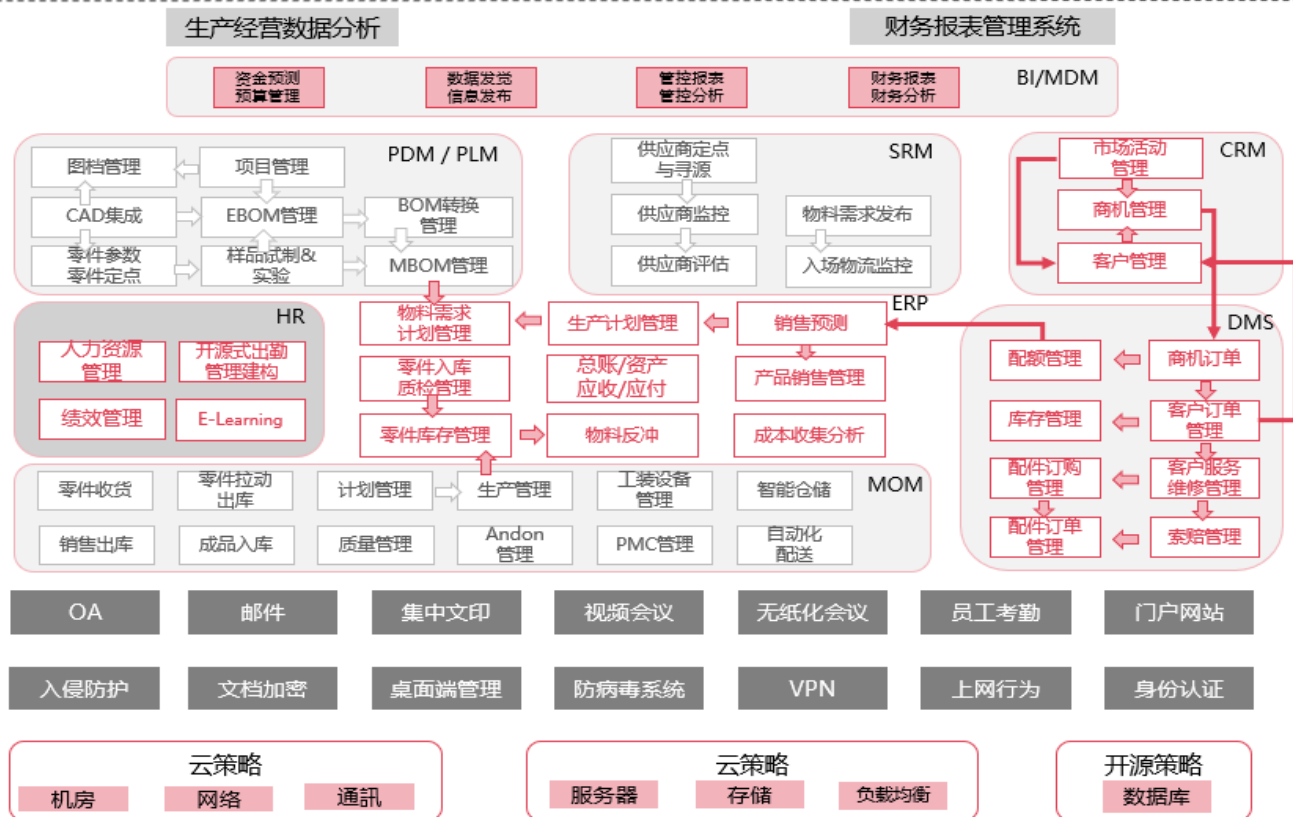 生产经营数据分析
财务报表管理系统
资金预测
预算管理
数据发觉
信息发布
管控报表
管控分析
财务报表
财务分析
BI/MDM
PDM / PLM
图档管理
项目管理
CAD集成
EBOM管理
BOM转换
管理
零件参数
零件定点
样品试制&
实验
MBOM管理
SRM
供应商定点
与寻源
供应商监控
物料需求发布
供应商评估
入场物流监控
CRM
市场活动
管理
商机管理
客户管理
HR
人力资源
管理
开源式出勤
管理建构
绩效管理
E-Learning
ERP
物料需求
计划管理
生产计划管理
销售预测
零件入库
质检管理
总账/资产
应收/应付
产品销售管理
零件库存管理
物料反冲
成本收集分析
DMS
配额管理
商机订单
库存管理
客户订单
管理
配件订购
管理
客户服务
维修管理
配件订单
管理
索赔管理
MOM
零件收货
零件拉动
出库
计划管理
生产管理
工装设备
管理
智能仓储
销售出库
成品入库
质量管理
Andon
管理
PMC管理
自动化
配送
OA
邮件
集中文印
视频会议
无纸化会议
员工考勤
门户网站
入侵防护
文档加密
桌面端管理
防病毒系统
VPN
上网行为
身份认证
云策略
机房
网络
通訊
云策略
服务器
存储
负载均衡
开源策略
数据库